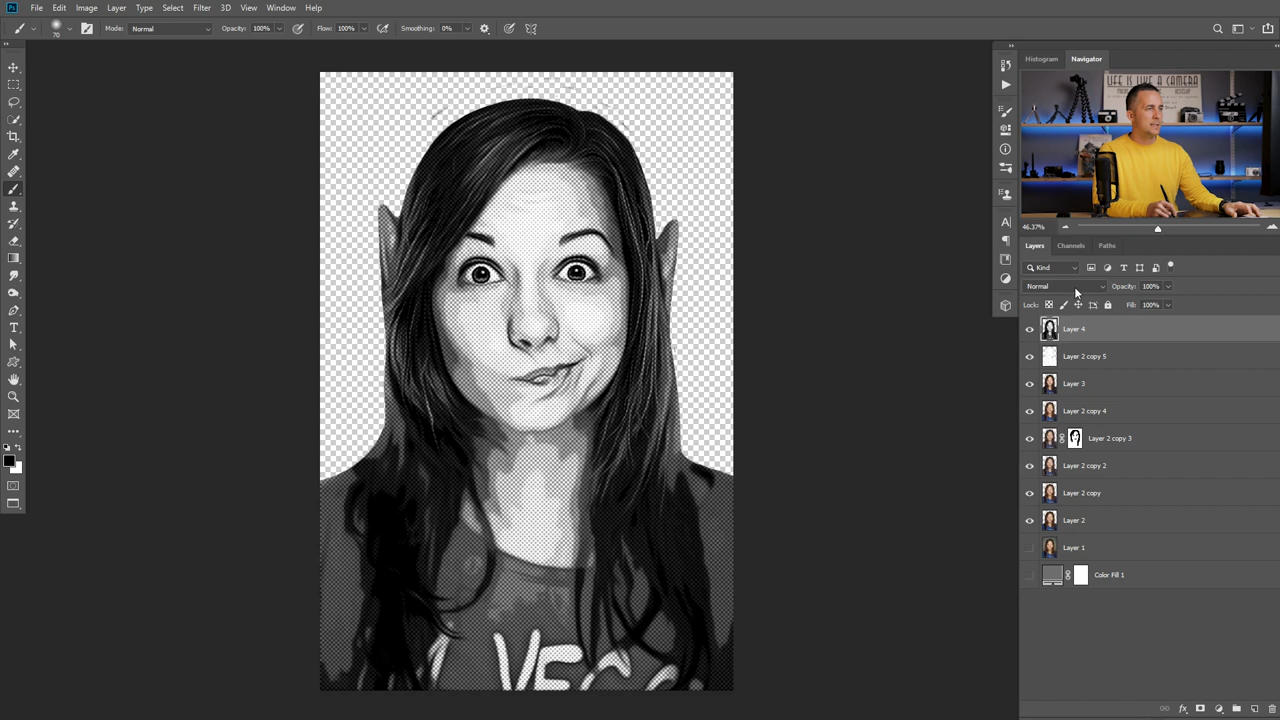 Ps File Edit Image Layer Type Select Filter 3D View Window Help
70 Mode: Normal Opacity: 100% Flow: 100% Smoothing: 0%
Histogram Navigator
LIFE IS LIKE A CAMERA
46.37%
Layers Channels Paths
Kind
Normal Opacity: 100%
Lock: Fill: 100%
Layer 4
Layer 2 copy 5
Layer 3
Layer 2 copy 4
Layer 2 copy 3
Layer 2 copy 2
Layer 2 copy
Layer 2
Layer 1
Color Fill 1